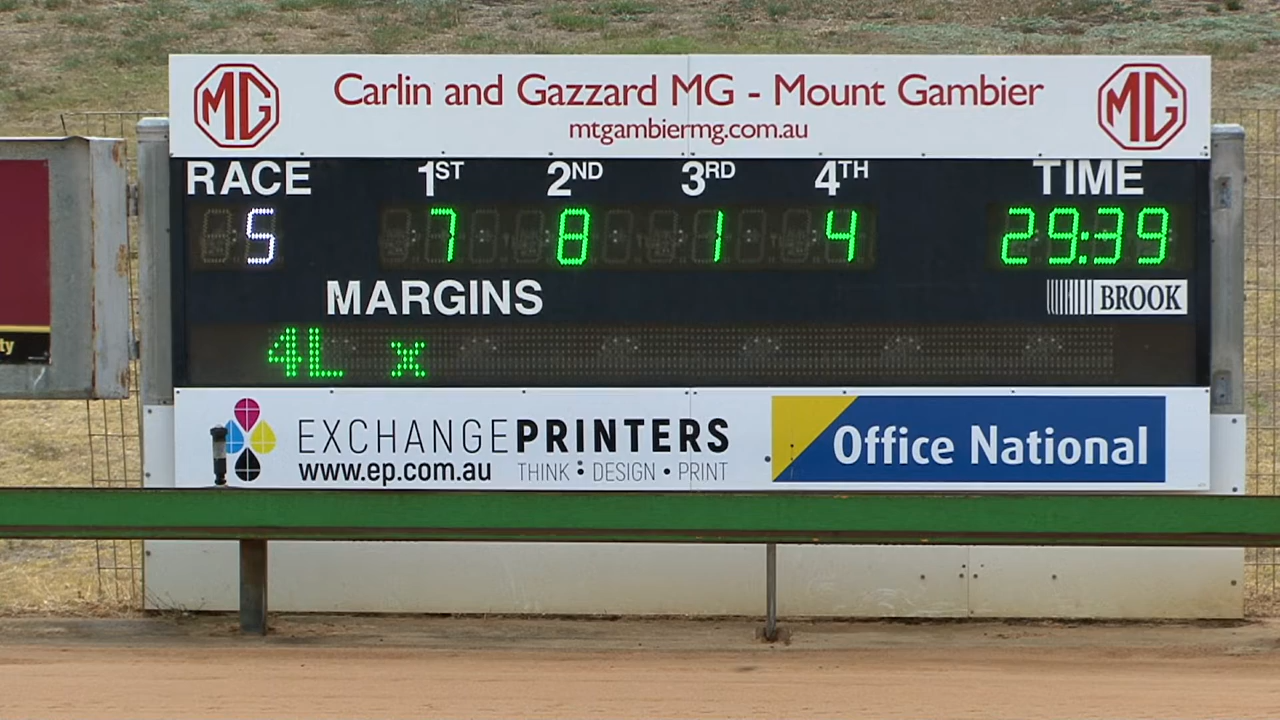 MG Carlin and Gazzard MG - Mount Gambier MG
mtgambiermg.com.au
RACE 1ST 2ND 3RD 4TH TIME
5 7 8 1 4 29:39
MARGINS BROOK
4L x
ty
EXCHANGEPRINTERS
www.ep.com.au THINK • DESIGN • PRINT
Office National